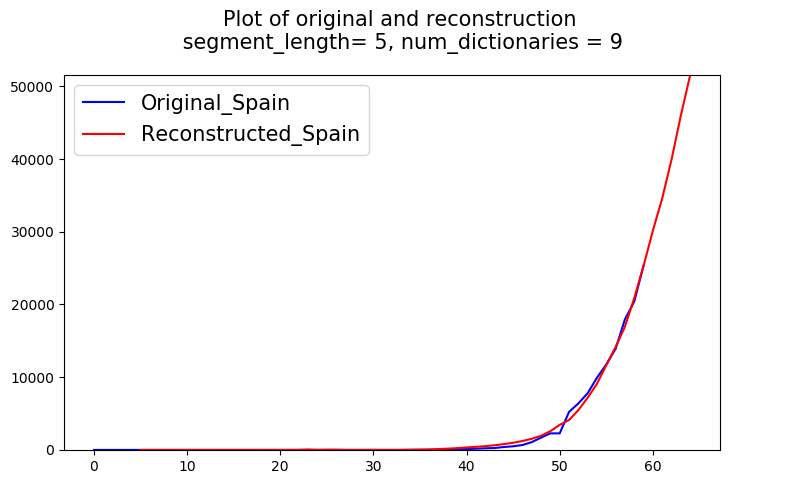 Plot of original and reconstruction
segment_length= 5, num_dictionaries = 9
Original_Spain
Reconstructed_Spain
50000
40000
30000
20000
10000
0
0 10 20 30 40 50 60